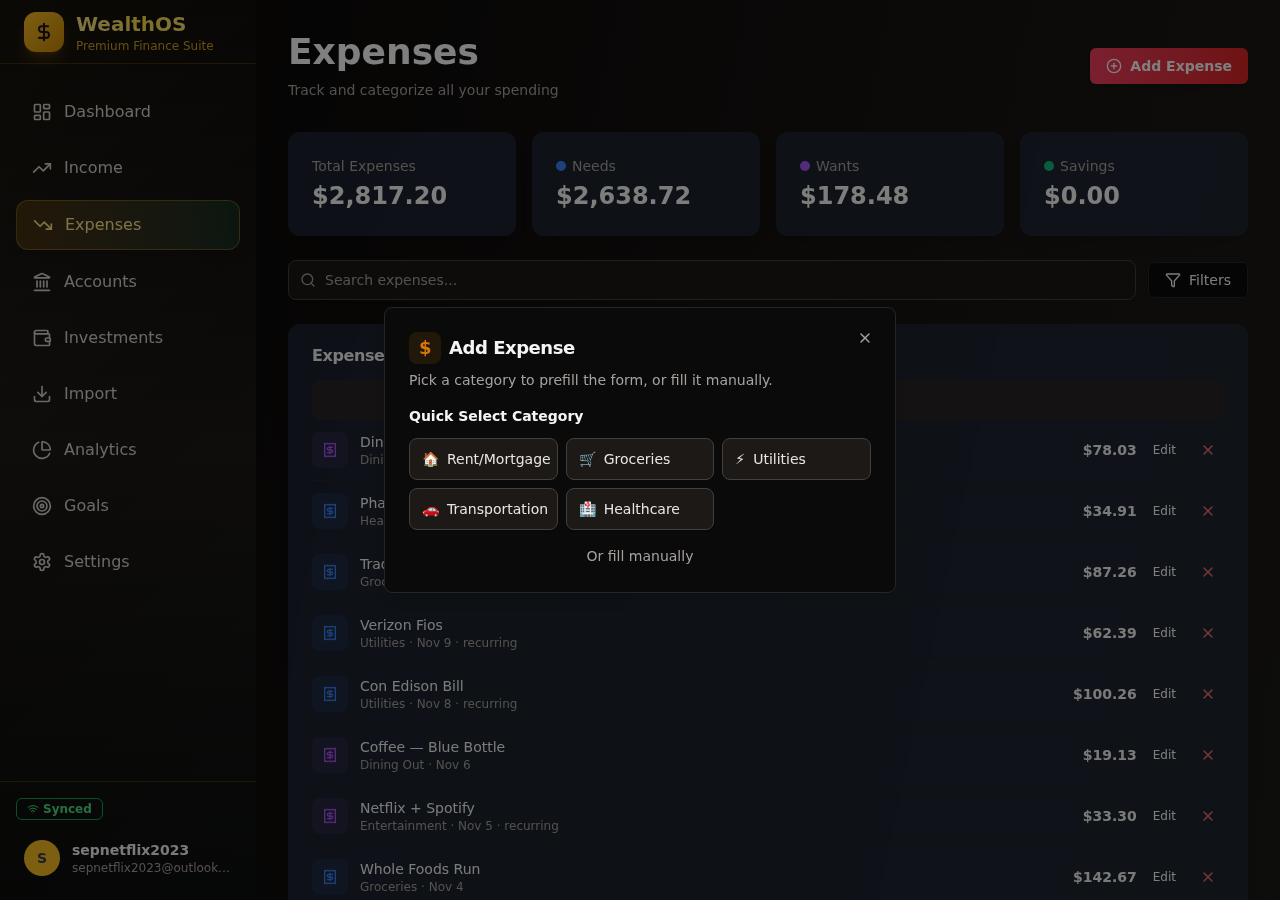 WealthOS
Premium Finance Suite
Dashboard
Income
Expenses
Accounts
Investments
Import
Analytics
Goals
Settings
Synced
S
sepnetflix2023
sepnetflix2023@outlook...
Expenses
Track and categorize all your spending
Add Expense
Total Expenses
$2,817.20
Needs
$2,638.72
Wants
$178.48
Savings
$0.00
Search expenses...
Filters
$ Add Expense
Pick a category to prefill the form, or fill it manually.
Quick Select Category
Rent/Mortgage
Groceries
Utilities
Transportation
Healthcare
Or fill manually
$78.03 Edit
$34.91 Edit
$87.26 Edit
Verizon Fios
Utilities · Nov 9 · recurring
$62.39 Edit
Con Edison Bill
Utilities · Nov 8 · recurring
$100.26 Edit
Coffee — Blue Bottle
Dining Out · Nov 6
$19.13 Edit
Netflix + Spotify
Entertainment · Nov 5 · recurring
$33.30 Edit
Whole Foods Run
Groceries · Nov 4
$142.67 Edit